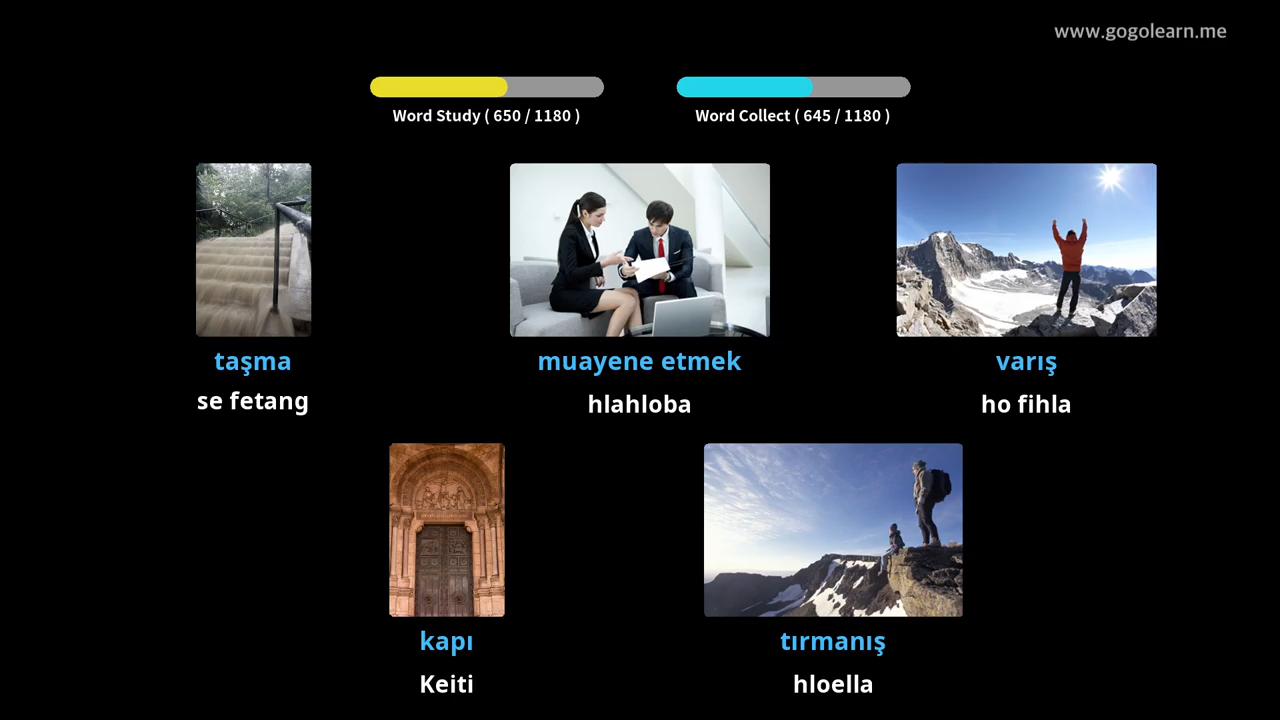 www.gogolearn.me
Word Study ( 650 / 1180 )
Word Collect ( 645 / 1180 )
taşma
se fetang
muayene etmek
hlahloba
varış
ho fihla
kapı
Keiti
tırmanış
hloella